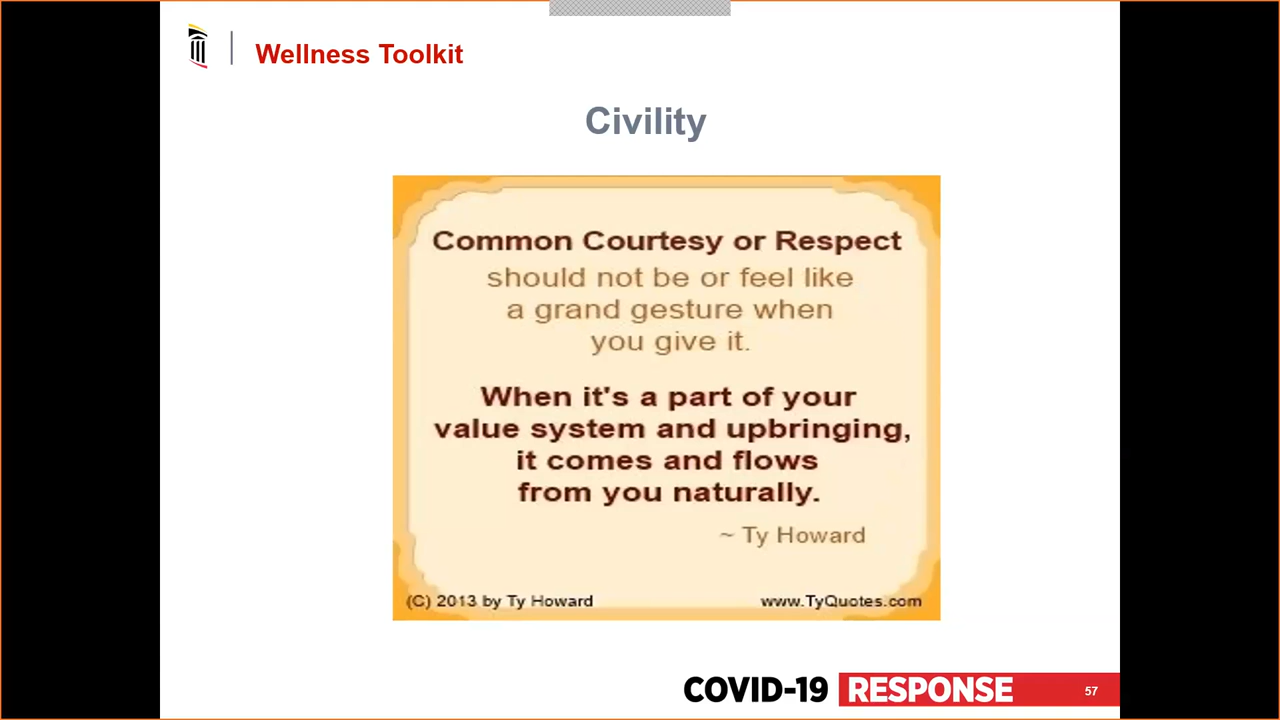 Wellness Toolkit
Civility
Common Courtesy or Respect
should not be or feel like
a grand gesture when
you give it.
When it's a part of your
value system and upbringing,
it comes and flows
from you naturally.
~ Ty Howard
(C) 2013 by Ty Howard
www.TyQuotes.com
COVID-19 RESPONSE
57